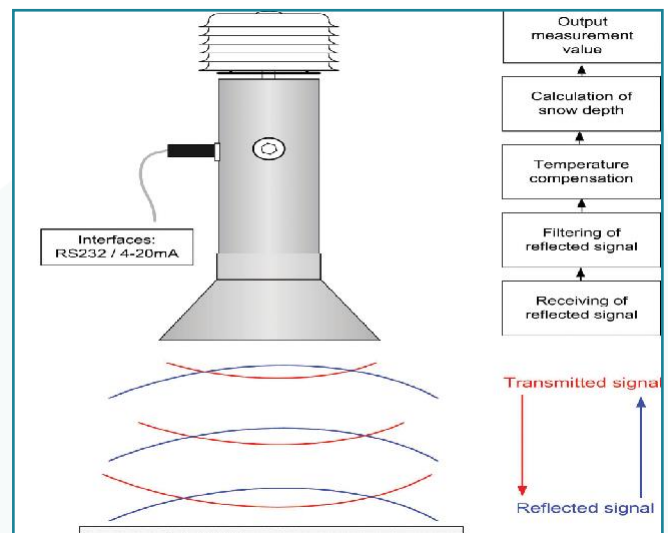 Output
measurement
value
Calculation of
snow depth
Temperature
compensation
Interfaces:
RS232 / 4-20mA
Filtering of
reflected signal
Receiving of
reflected signal
Transmitted signal
Reflected signal